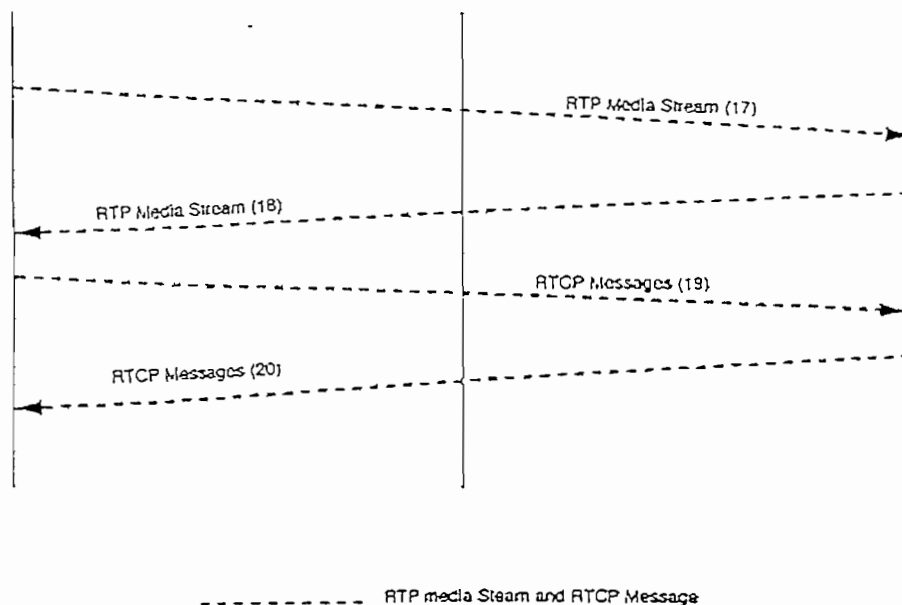 RTP Media Stream (17)
RTP Media Stream (18)
RTCP Messages (19)
RTCP Messages (20)
RTP media Steam and RTCP Message